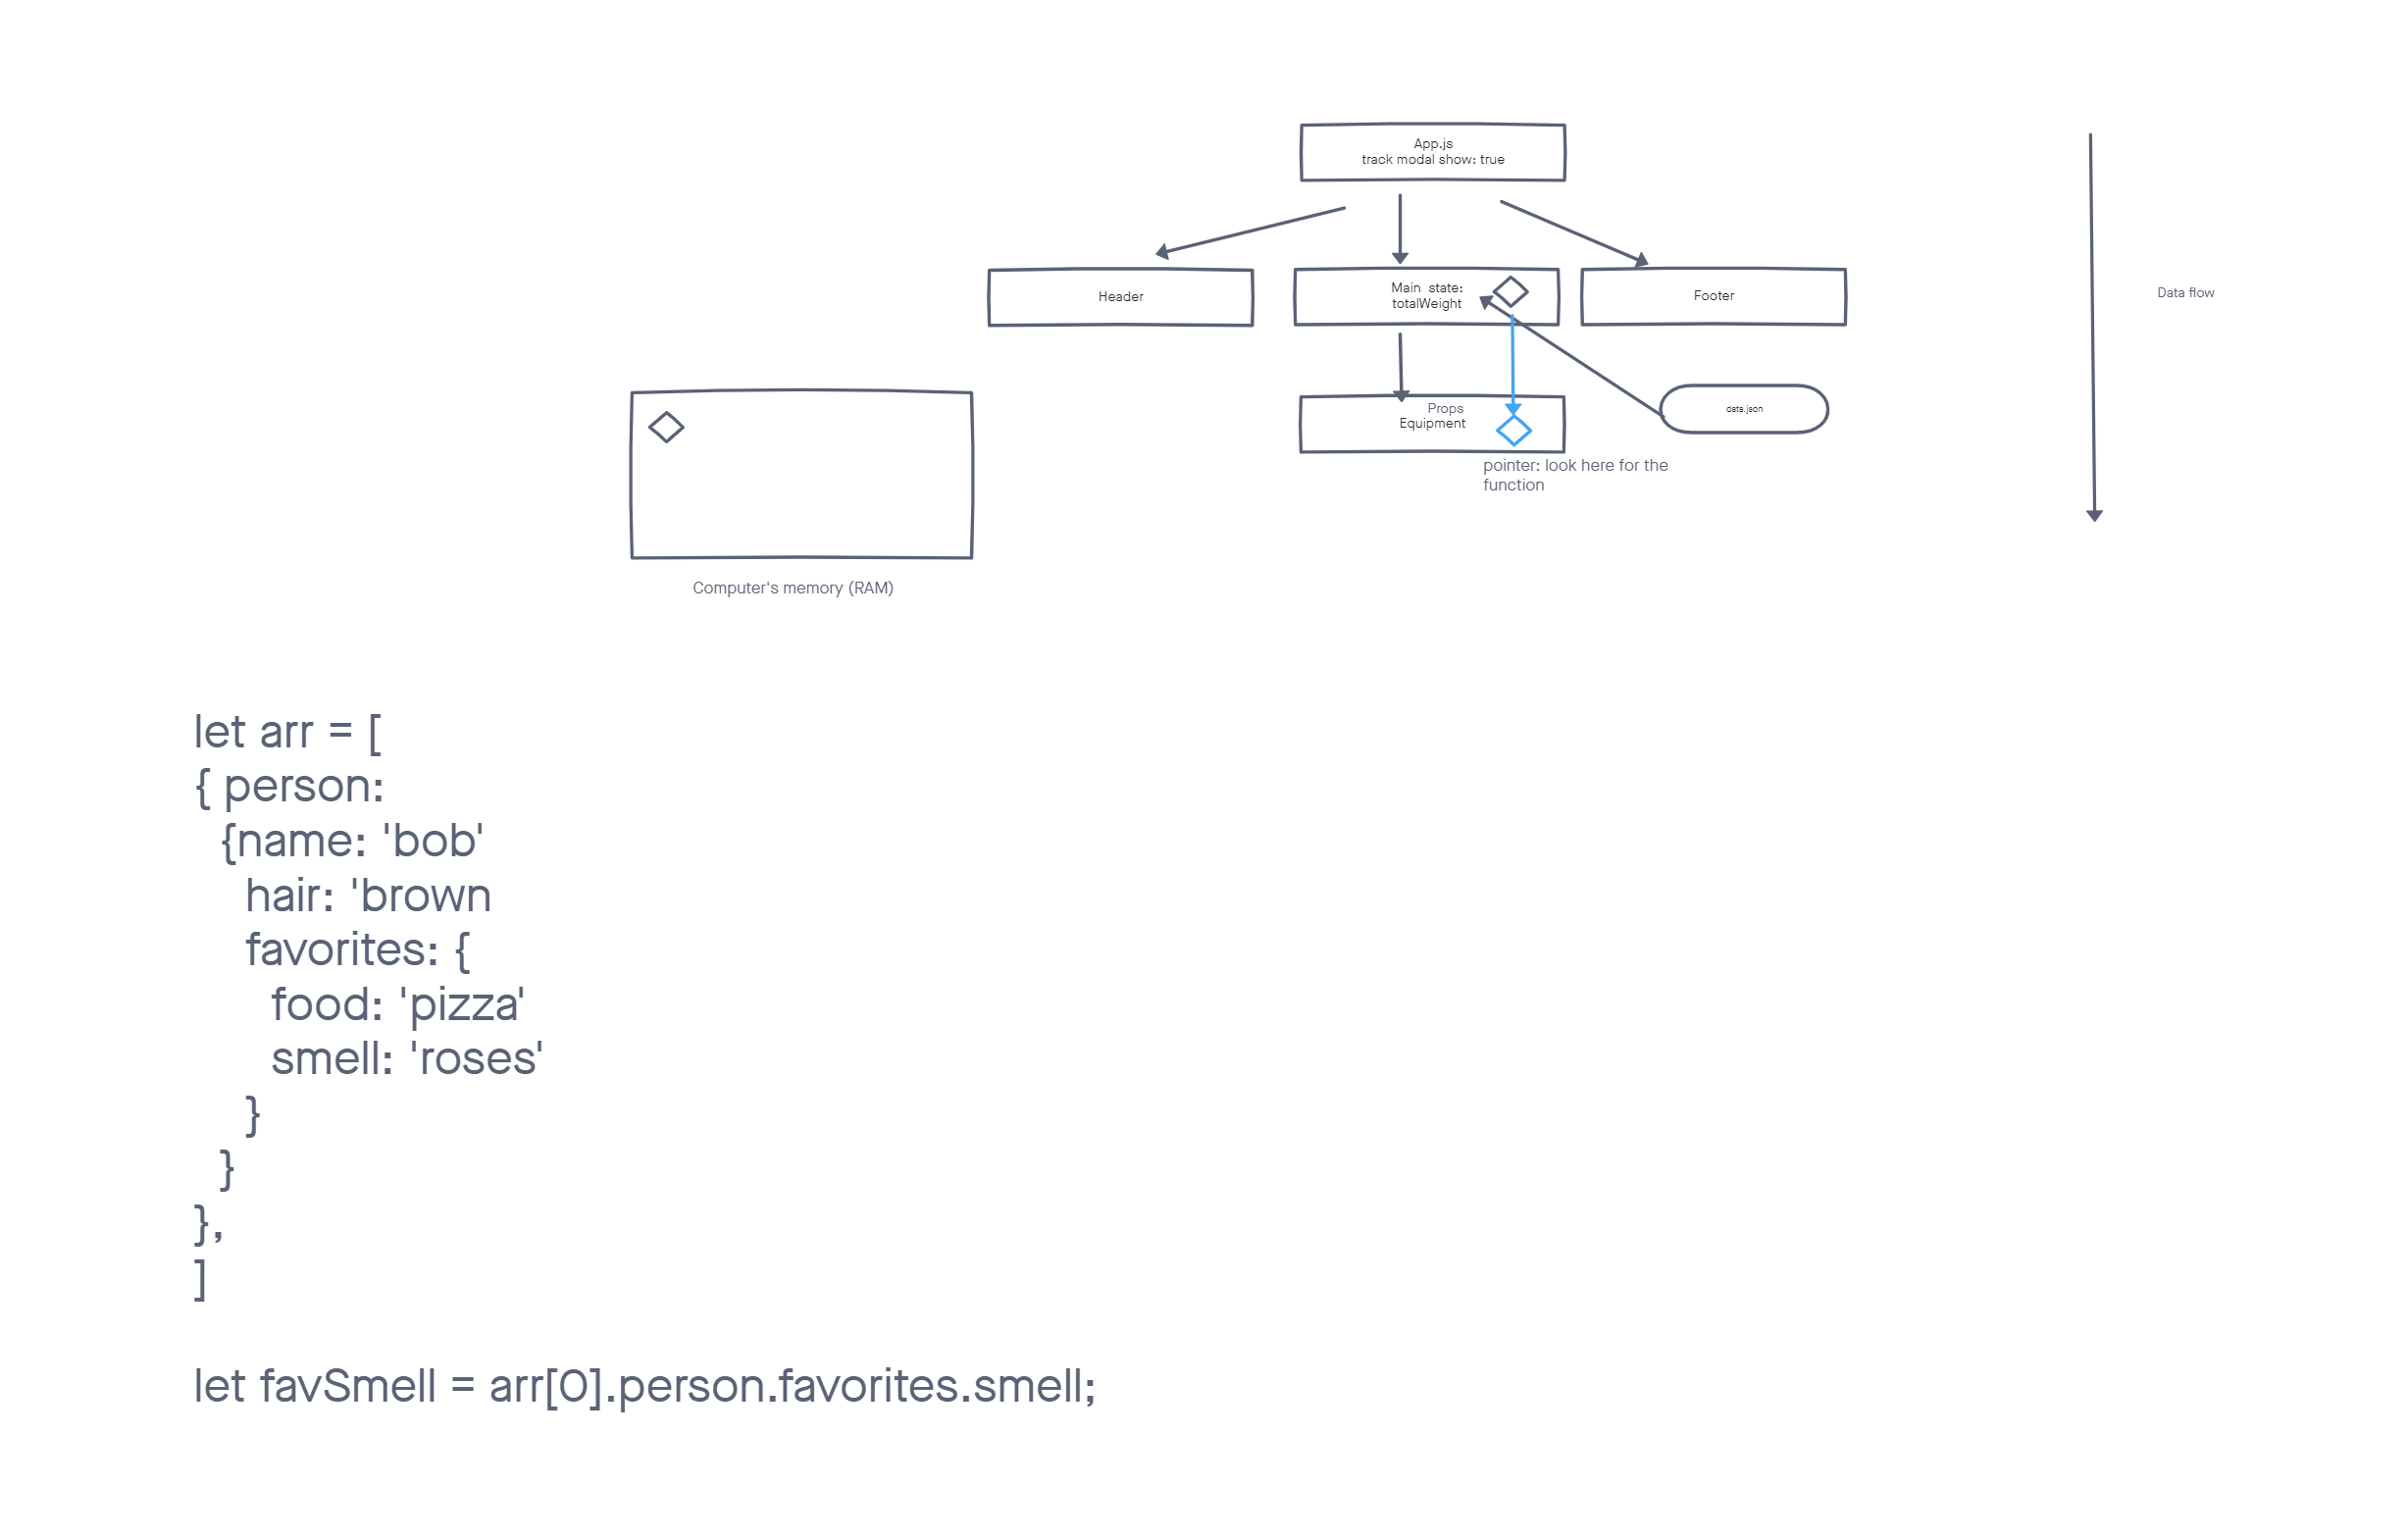 App.js
track modal show: true
Header
Main state:
totalWeight
Footer
Data flow
Props
Equipment
data.json
pointer: look here for the
function
Computer's memory (RAM)
let arr = [
{ person:
{name: 'bob'
hair: 'brown
favorites: {
food: 'pizza'
smell: 'roses'
}
}
},
]
let favSmell = arr[0].person.favorites.smell;